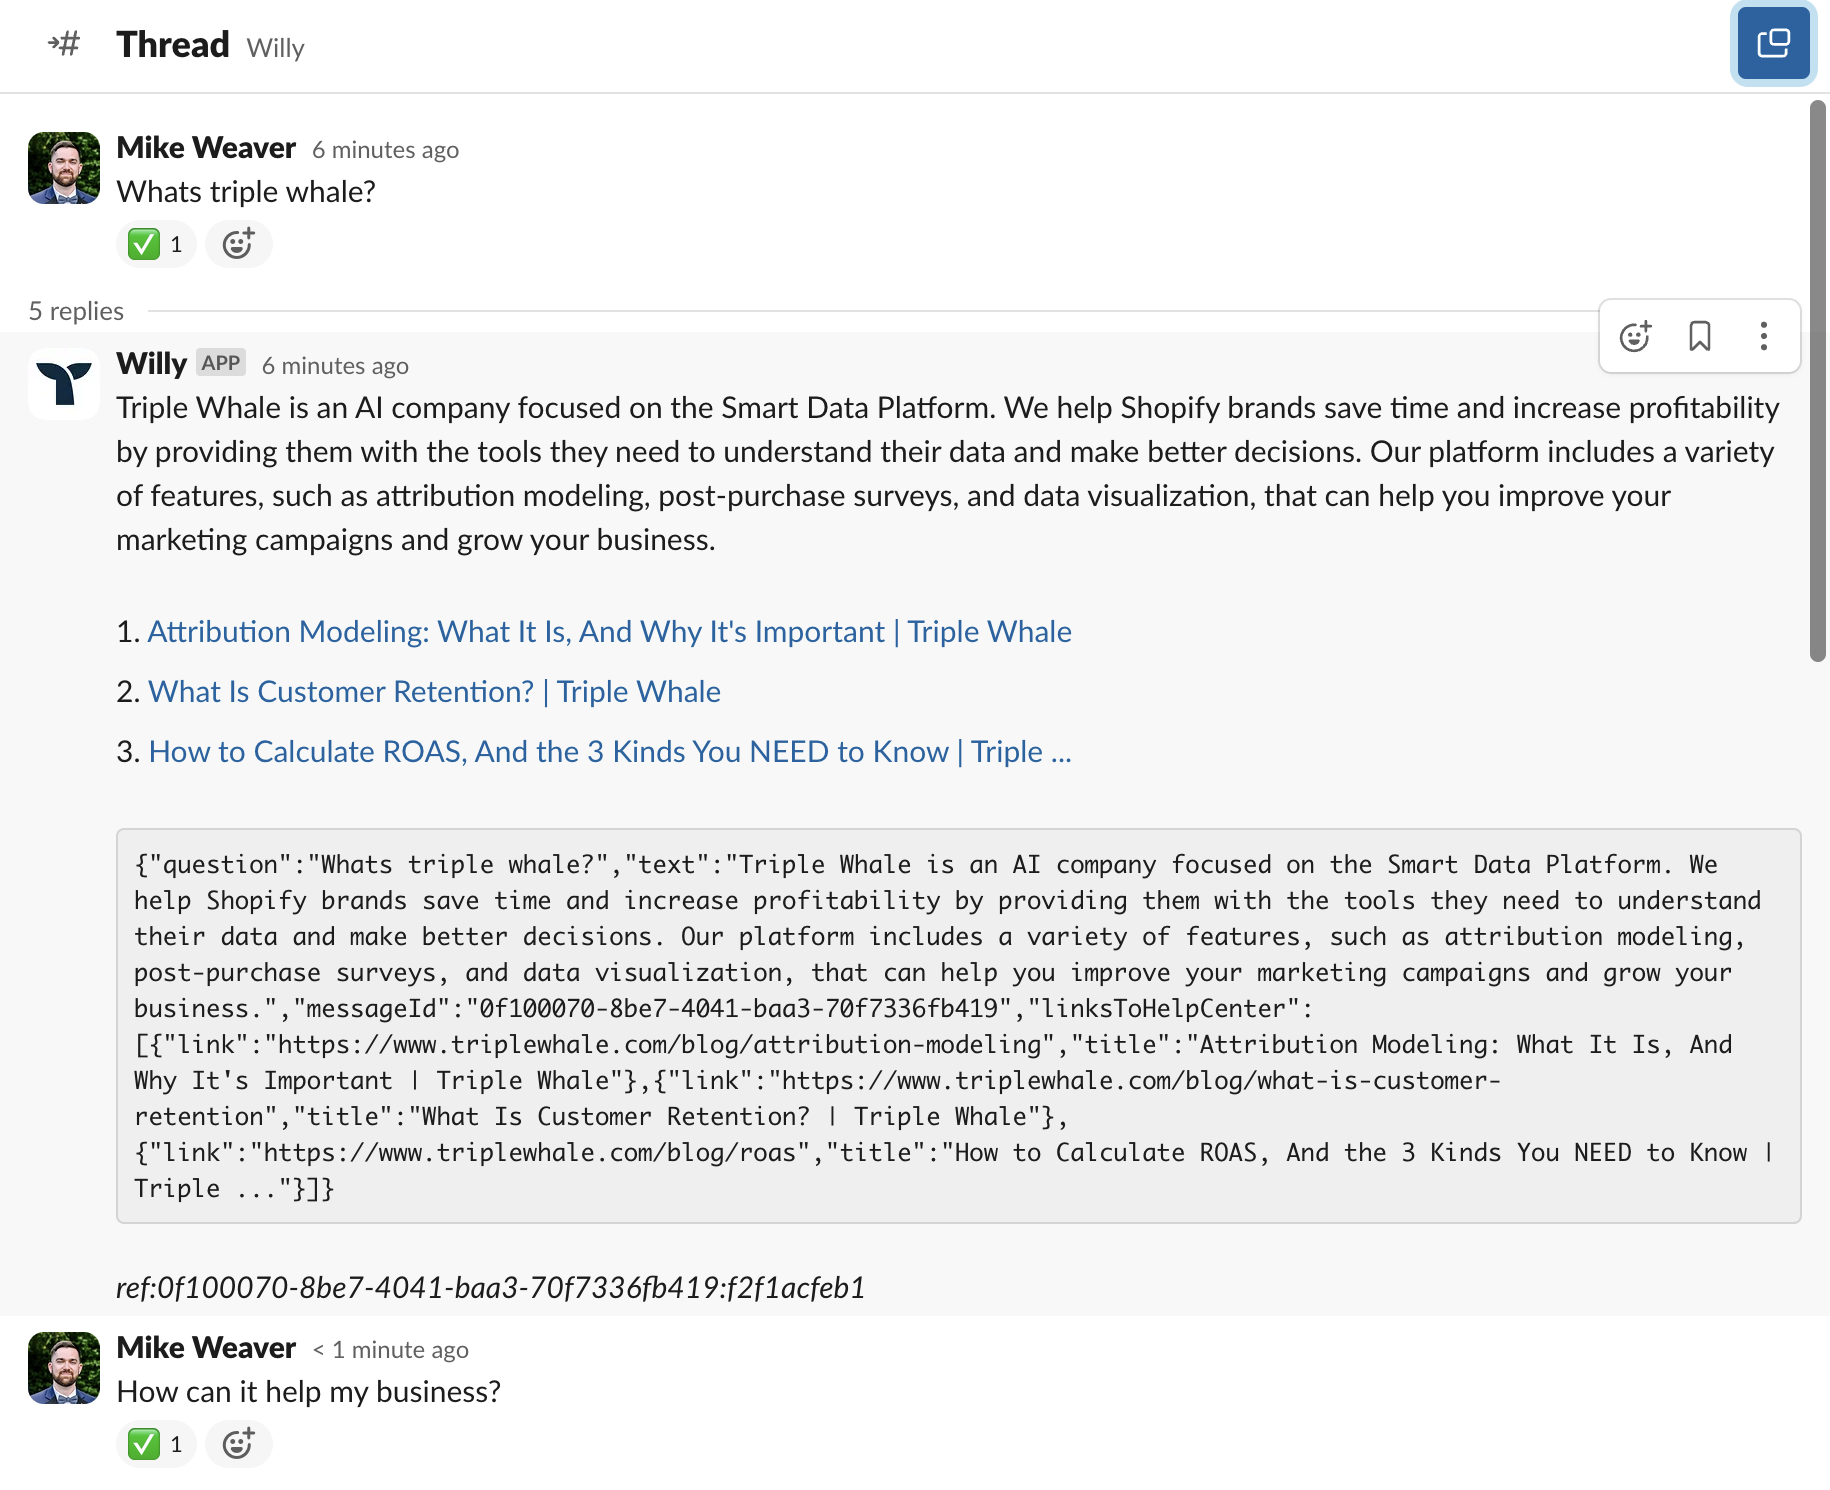 Thread Willy
Mike Weaver 6 minutes ago
Whats triple whale?
1
5 replies
Willy APP 6 minutes ago
Triple Whale is an AI company focused on the Smart Data Platform. We help Shopify brands save time and increase profitability
by providing them with the tools they need to understand their data and make better decisions. Our platform includes a variety
of features, such as attribution modeling, post-purchase surveys, and data visualization, that can help you improve your
marketing campaigns and grow your business.
1. Attribution Modeling: What It Is, And Why It's Important | Triple Whale
2. What Is Customer Retention? | Triple Whale
3. How to Calculate ROAS, And the 3 Kinds You NEED to Know | Triple ...
{"question":"Whats triple whale?","text":"Triple Whale is an AI company focused on the Smart Data Platform. We
help Shopify brands save time and increase profitability by providing them with the tools they need to understand
their data and make better decisions. Our platform includes a variety of features, such as attribution modeling,
post-purchase surveys, and data visualization, that can help you improve your marketing campaigns and grow your
business.","messageId":"0f100070-8be7-4041-baa3-70f7336fb419","linksToHelpCenter":
[{"link":"https://www.triplewhale.com/blog/attribution-modeling","title":"Attribution Modeling: What It Is, And
Why It's Important | Triple Whale"},{"link":"https://www.triplewhale.com/blog/what-is-customer-
retention","title":"What Is Customer Retention? | Triple Whale"},
{"link":"https://www.triplewhale.com/blog/roas","title":"How to Calculate ROAS, And the 3 Kinds You NEED to Know |
Triple ..."}]}
ref:0f100070-8be7-4041-baa3-70f7336fb419:f2f1acfeb1
Mike Weaver < 1 minute ago
How can it help my business?
1